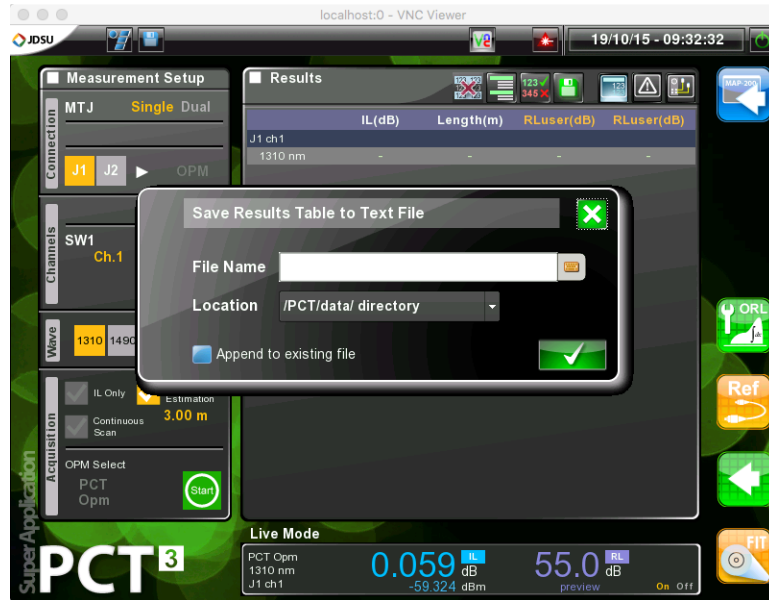 localhost:0 - VNC Viewer
JDSU
V2
19/10/15 - 09:32:32
Measurement Setup
Results
MAP-200
Connection
MTJ Single Dual
J1 J2 OPM
IL(dB) Length(m) RLuser(dB) RLuser(dB)
J1 ch1
1310 nm - - - -
Save Results Table to Text File
File Name
Location /PCT/data/ directory
Append to existing file
Channels
SW1
Ch.1
Wave
1310 1490
Acquisition
IL Only
Estimation
3.00 m
Continuous
Scan
OPM Select
PCT
Opm
Start
ORL
Ref
FIT
Super Application
PCT3
Live Mode
PCT Opm
1310 nm
J1 ch1
0.059 IL dB
-59.324 dBm
55.0 RL dB
preview
On Off